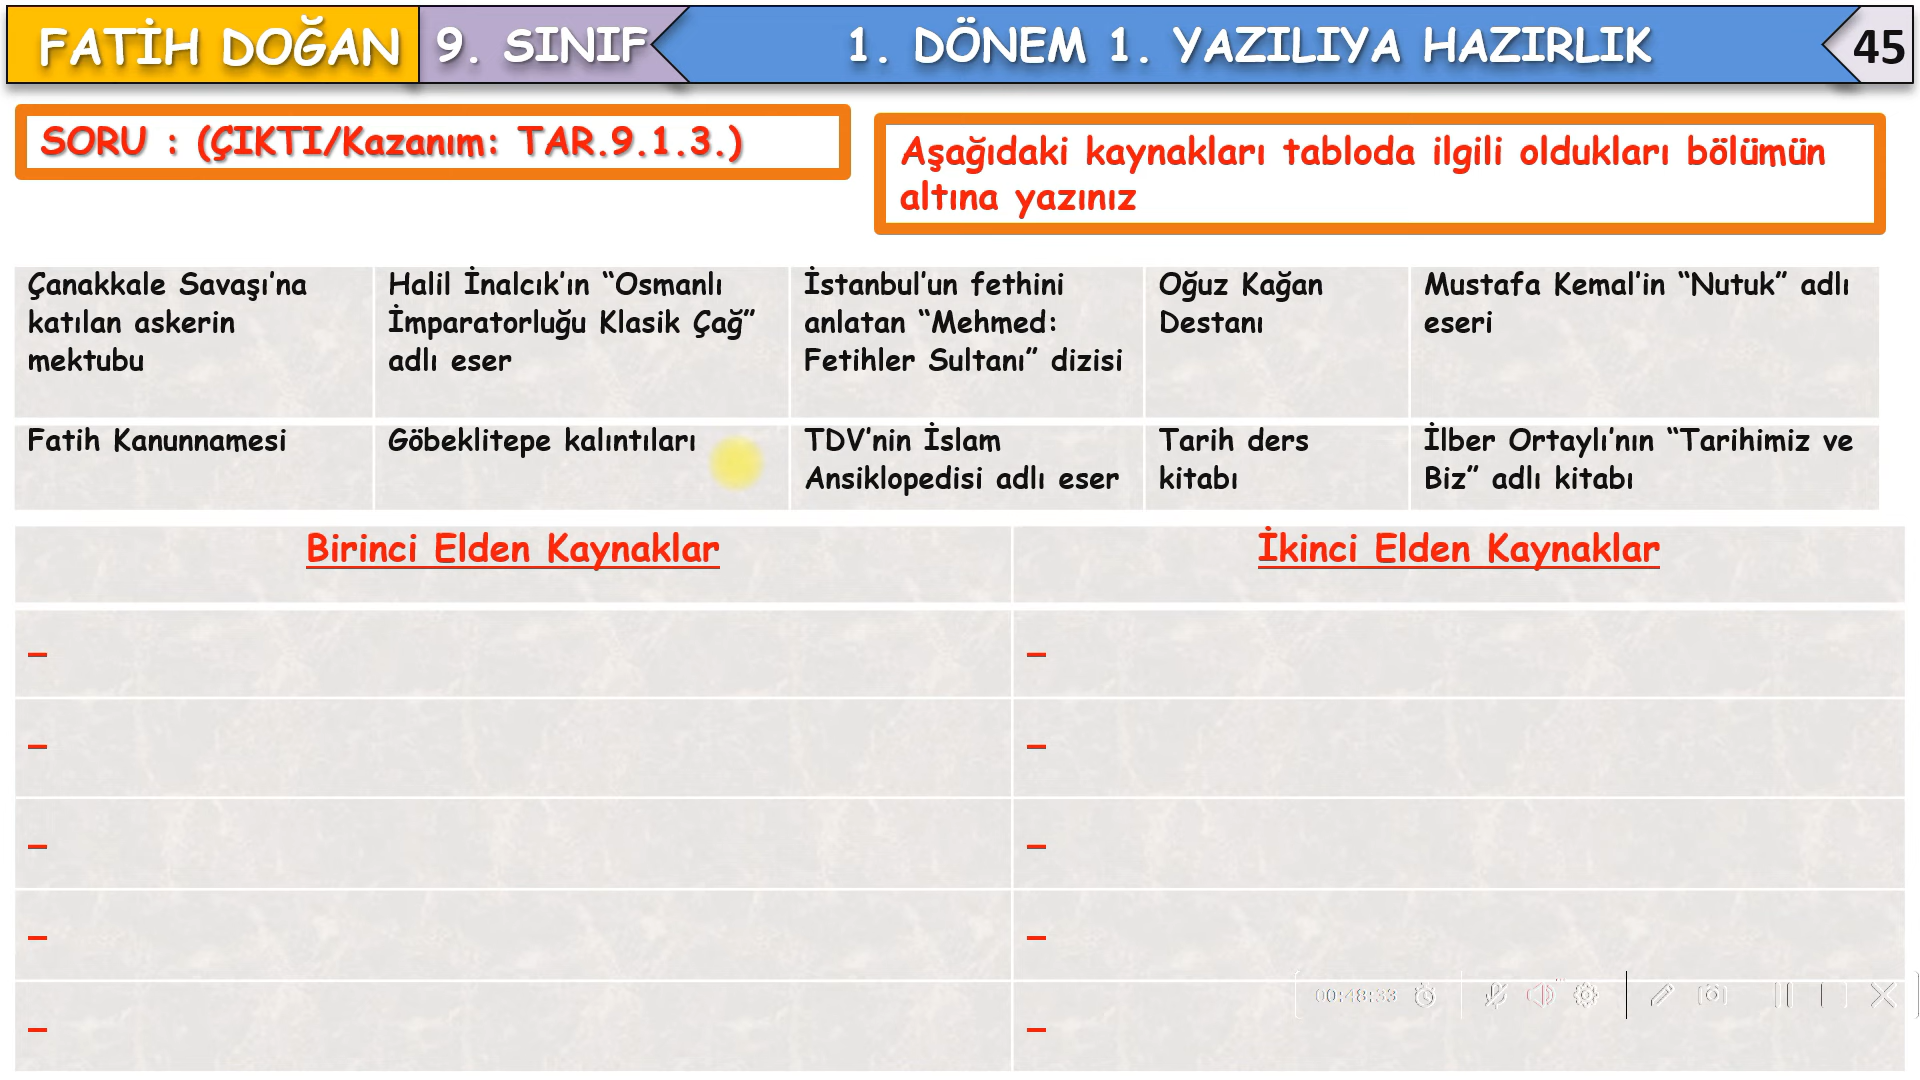 FATİH DOĞAN
9. SINIF
1. DÖNEM 1. YAZILIYA HAZIRLIK
45
SORU : (ÇIKTI/Kazanım: TAR.9.1.3.)
Aşağıdaki kaynakları tabloda ilgili oldukları bölümün
altına yazınız
Çanakkale Savaşı’na
katılan askerin
mektubu
Halil İnalcık’ın “Osmanlı
İmparatorluğu Klasik Çağ”
adlı eser
İstanbul’un fethini
anlatan “Mehmed:
Fetihler Sultanı” dizisi
Oğuz Kağan
Destanı
Mustafa Kemal’in “Nutuk” adlı
eseri
Fatih Kanunnamesi
Göbeklitepe kalıntıları
TDV’nin İslam
Ansiklopedisi adlı eser
Tarih ders
kitabı
İlber Ortaylı’nın “Tarihimiz ve
Biz” adlı kitabı
Birinci Elden Kaynaklar
İkinci Elden Kaynaklar
–
–
–
–
–
–
–
–
–
–
00:48:33